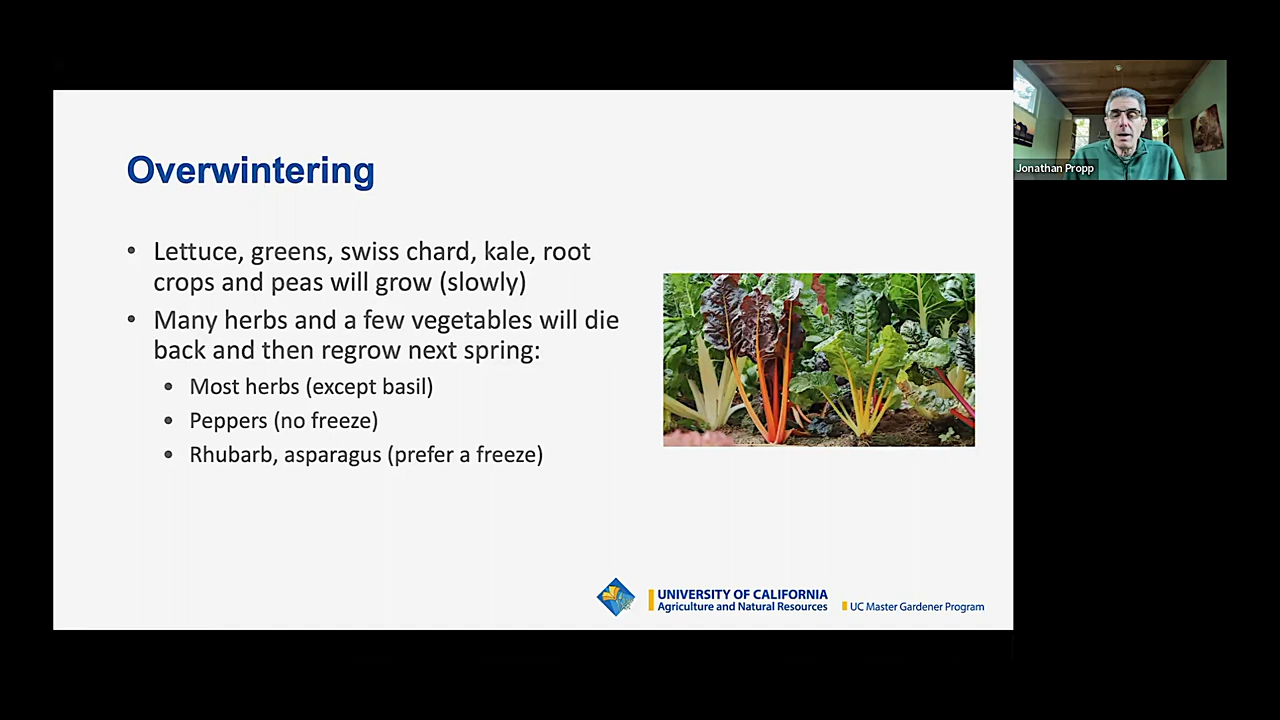 Overwintering
• Lettuce, greens, swiss chard, kale, root
crops and peas will grow (slowly)
• Many herbs and a few vegetables will die
back and then regrow next spring:
• Most herbs (except basil)
• Peppers (no freeze)
• Rhubarb, asparagus (prefer a freeze)
UNIVERSITY OF CALIFORNIA
Agriculture and Natural Resources
UC Master Gardener Program
Jonathan Propp